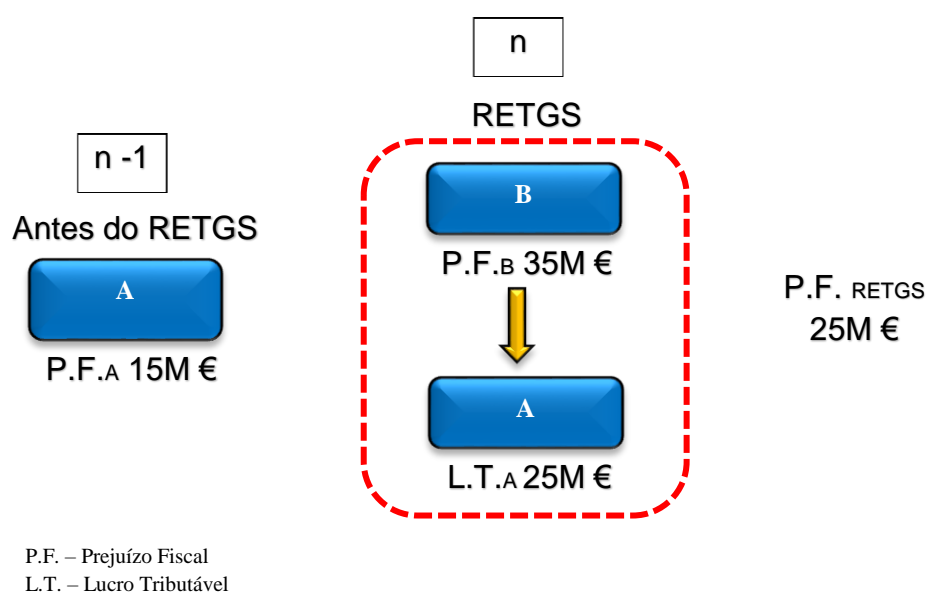 n
RETGS
n -1
Antes do RETGS
A
P.F.A 15M €
B
P.F.B 35M €
A
L.T.A 25M €
P.F. RETGS
25M €
P.F. – Prejuízo Fiscal
L.T. – Lucro Tributável